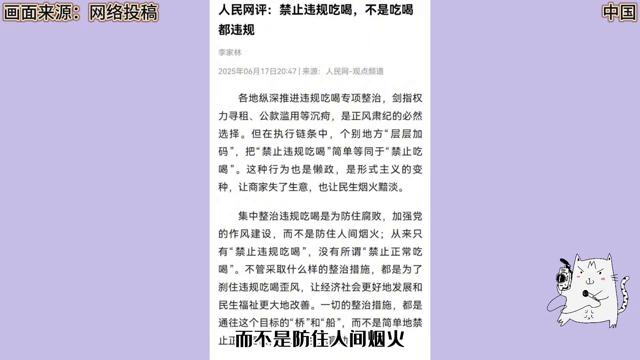 画面来源：网络投稿
中国
人民网评：禁止违规吃喝，不是吃喝
都违规
李家林
2025年06月17日20:47 | 来源：人民网-观点频道
各地纵深推进违规吃喝专项整治，剑指权
力寻租、公款滥用等沉疴，是正风肃纪的必然
选择。但在执行链条中，个别地方“层层加
码”，把“禁止违规吃喝”简单等同于“禁止吃
喝”。这种行为也是懒政，是形式主义的变
种，让商家失了生意，也让民生烟火黯淡。
集中整治违规吃喝是为防住腐败，加强党
的作风建设，而不是防住人间烟火；从来只
有“禁止违规吃喝”，没有所谓“禁止正常吃
喝”。不管采取什么样的整治措施，都是为了
刹住违规吃喝歪风，让经济社会更好地发展和
民生福祉更大地改善。一切的整治措施，都是
通往这个目标的“桥”和“船”，而不是简单地禁
止正
而不是防住人间烟火